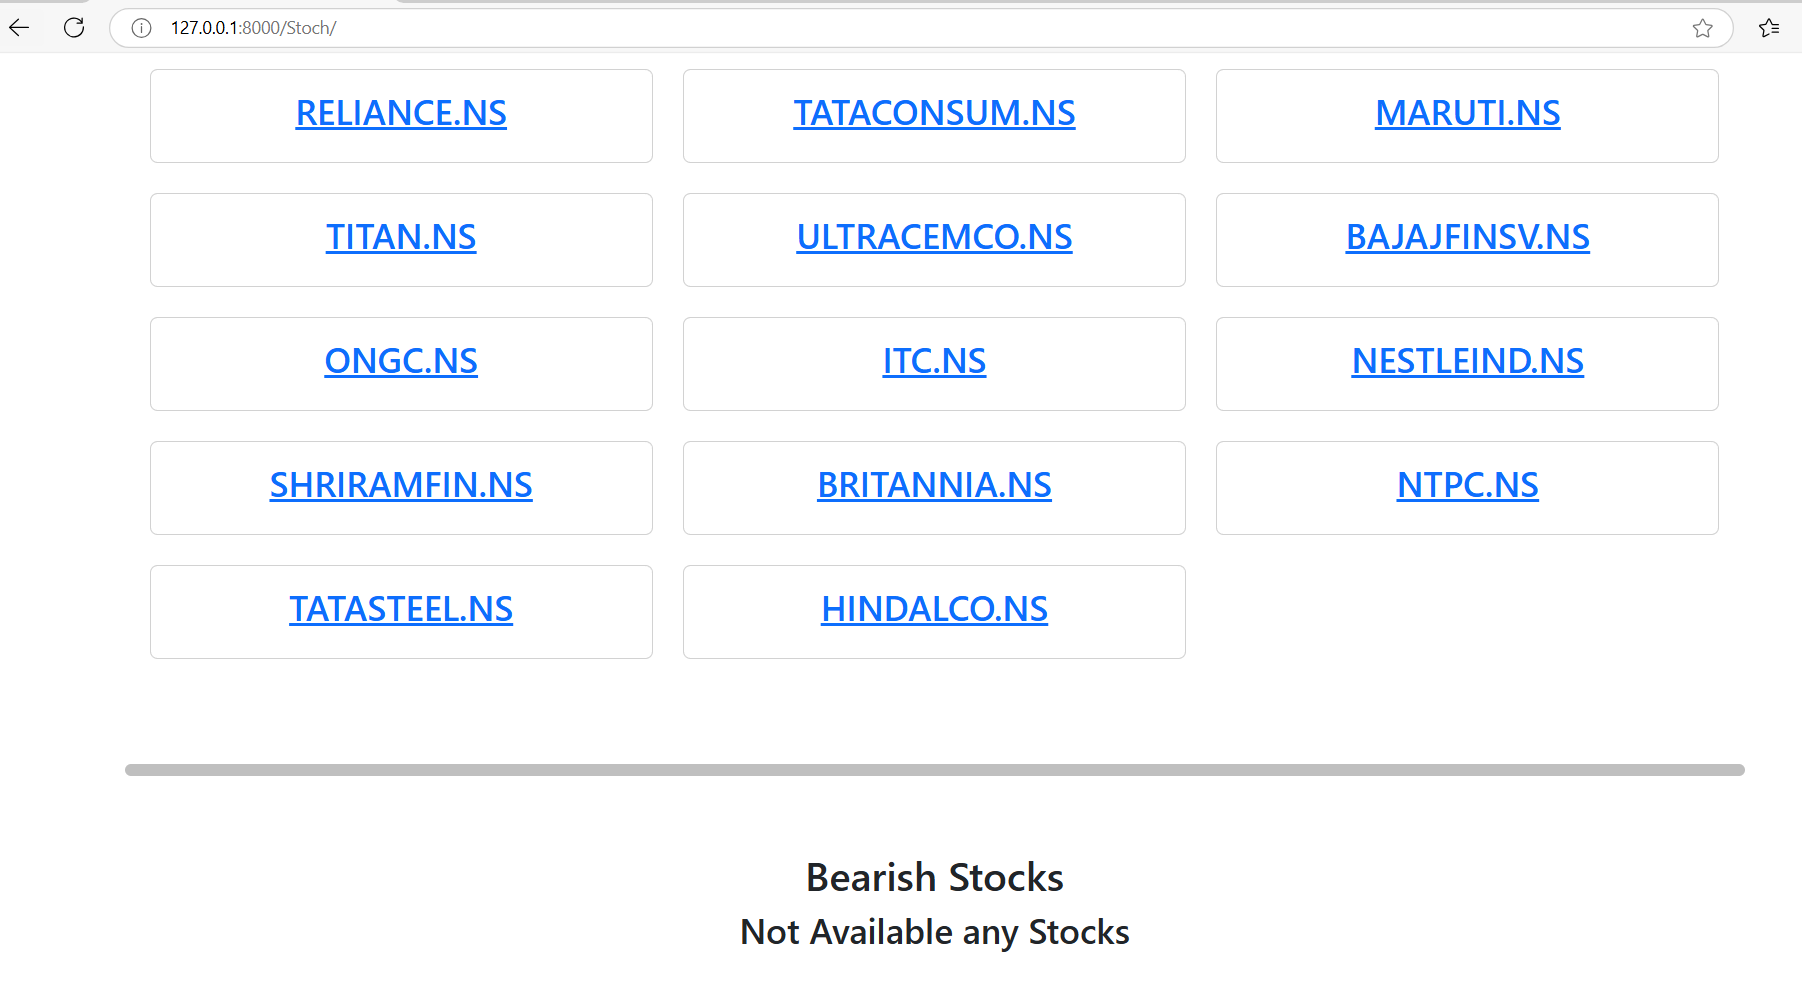 127.0.0.1:8000/Stoch/
RELIANCE.NS
TATACONSUM.NS
MARUTI.NS
TITAN.NS
ULTRACEMCO.NS
BAJAJFINSV.NS
ONGC.NS
ITC.NS
NESTLEIND.NS
SHRIRAMFIN.NS
BRITANNIA.NS
NTPC.NS
TATASTEEL.NS
HINDALCO.NS
Bearish Stocks
Not Available any Stocks